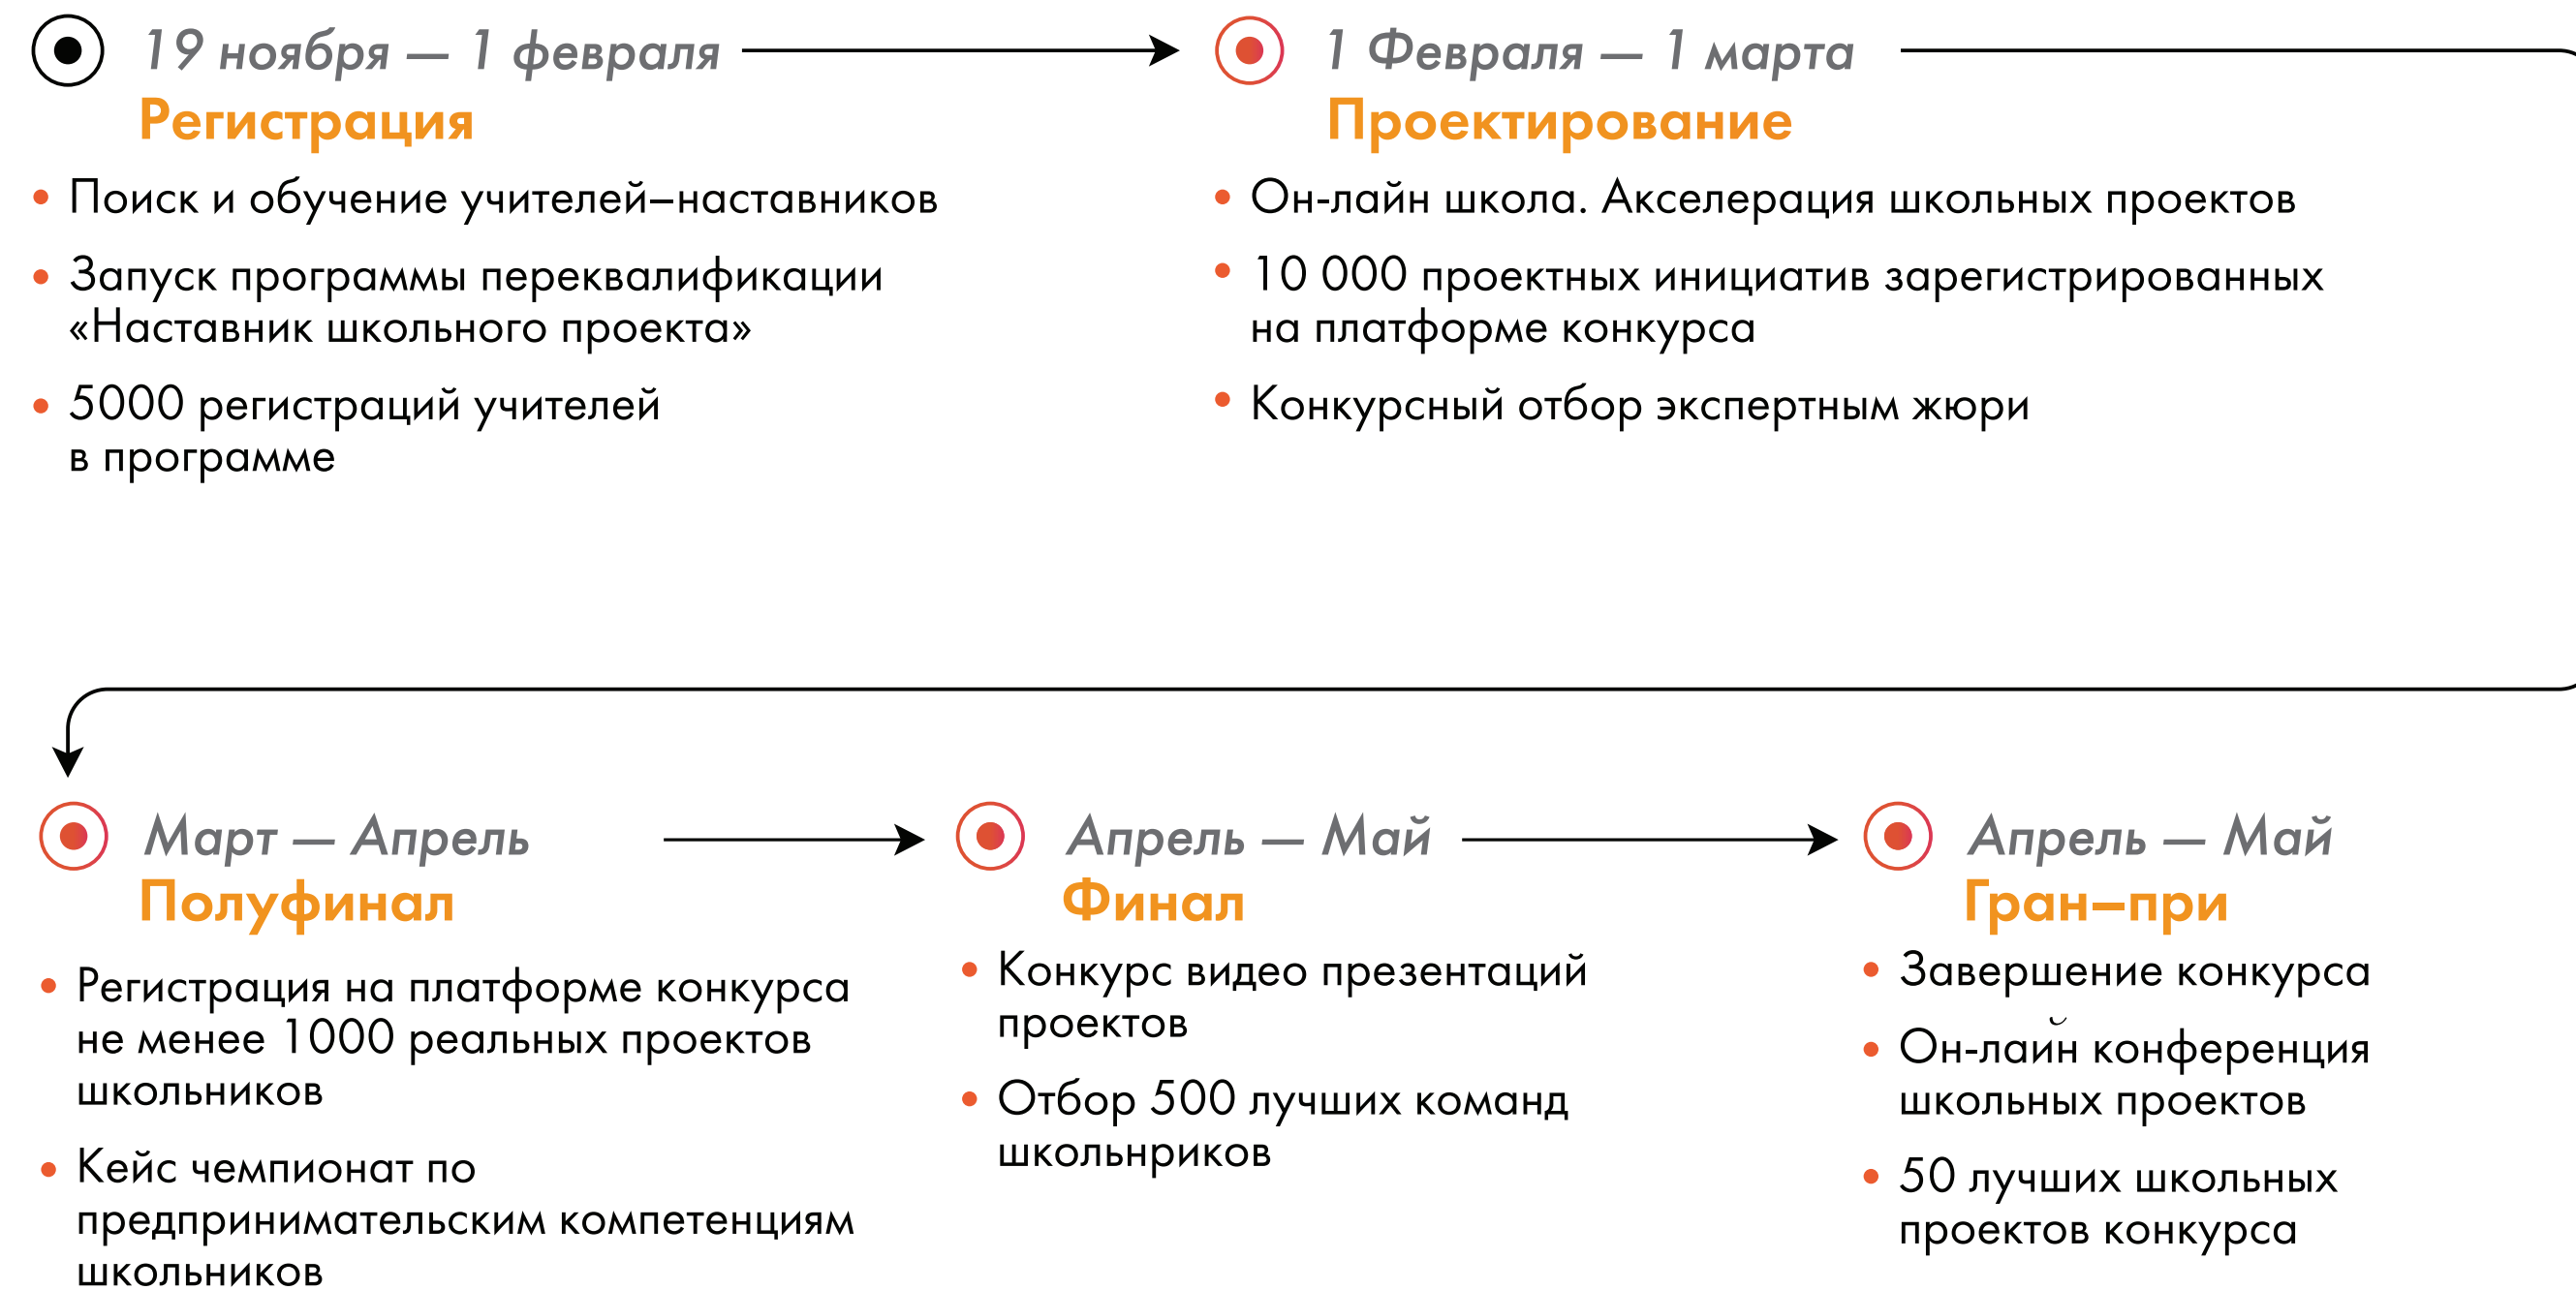 19 ноября — 1 февраля
Регистрация
Поиск и обучение учителей–наставников
Запуск программы переквалификации
«Наставник школьного проекта»
5000 регистраций учителей
в программе
1 Февраля — 1 марта
Проектирование
Он-лайн школа. Акселерация школьных проектов
10 000 проектных инициатив зарегистрированных
на платформе конкурса
Конкурсный отбор экспертным жюри
Март — Апрель
Полуфинал
Регистрация на платформе конкурса
не менее 1000 реальных проектов
школьников
Кейс чемпионат по
предпринимательским компетенциям
школьников
Апрель — Май
Финал
Конкурс видео презентаций
проектов
Отбор 500 лучших команд
школьнриков
Апрель — Май
Гран–при
Завершение конкурса
Он-лайн конференция
школьных проектов
50 лучших школьных
проектов конкурса